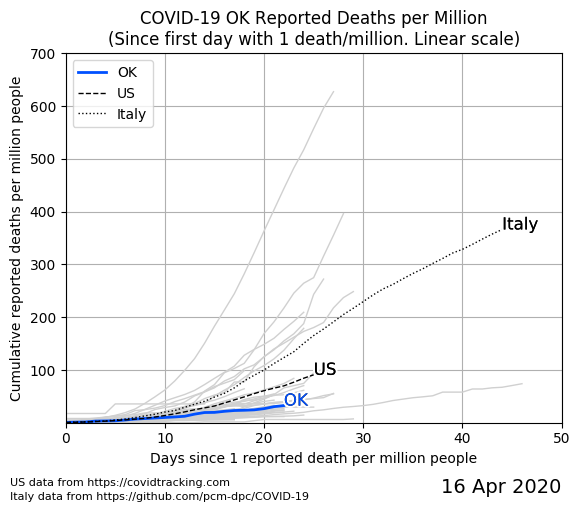 COVID-19 OK Reported Deaths per Million
(Since first day with 1 death/million. Linear scale)
700
600
500
400
300
200
100
Cumulative reported deaths per million people
OK
US
Italy
Italy
US
OK
0
10
20
30
40
50
Days since 1 reported death per million people
US data from https://covidtracking.com
Italy data from https://github.com/pcm-dpc/COVID-19
16 Apr 2020